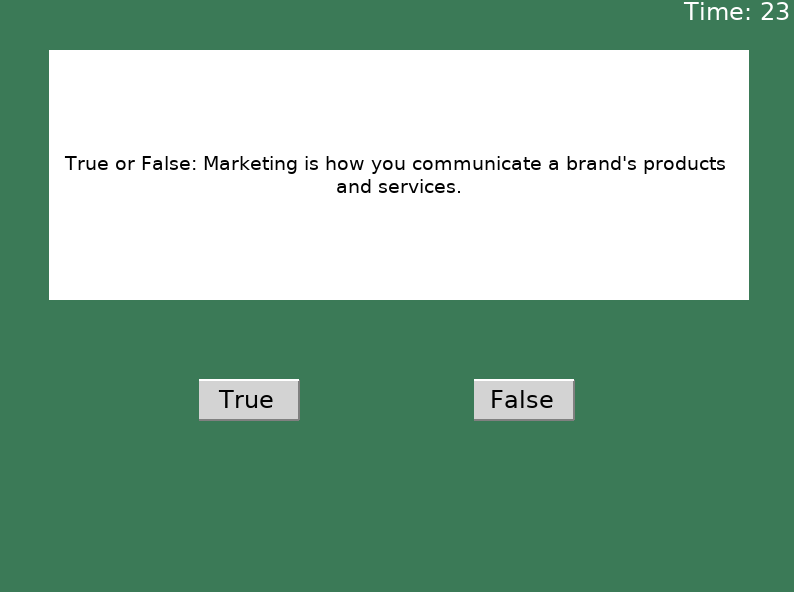 Time: 23
True or False: Marketing is how you communicate a brand's products
and services.
True
False